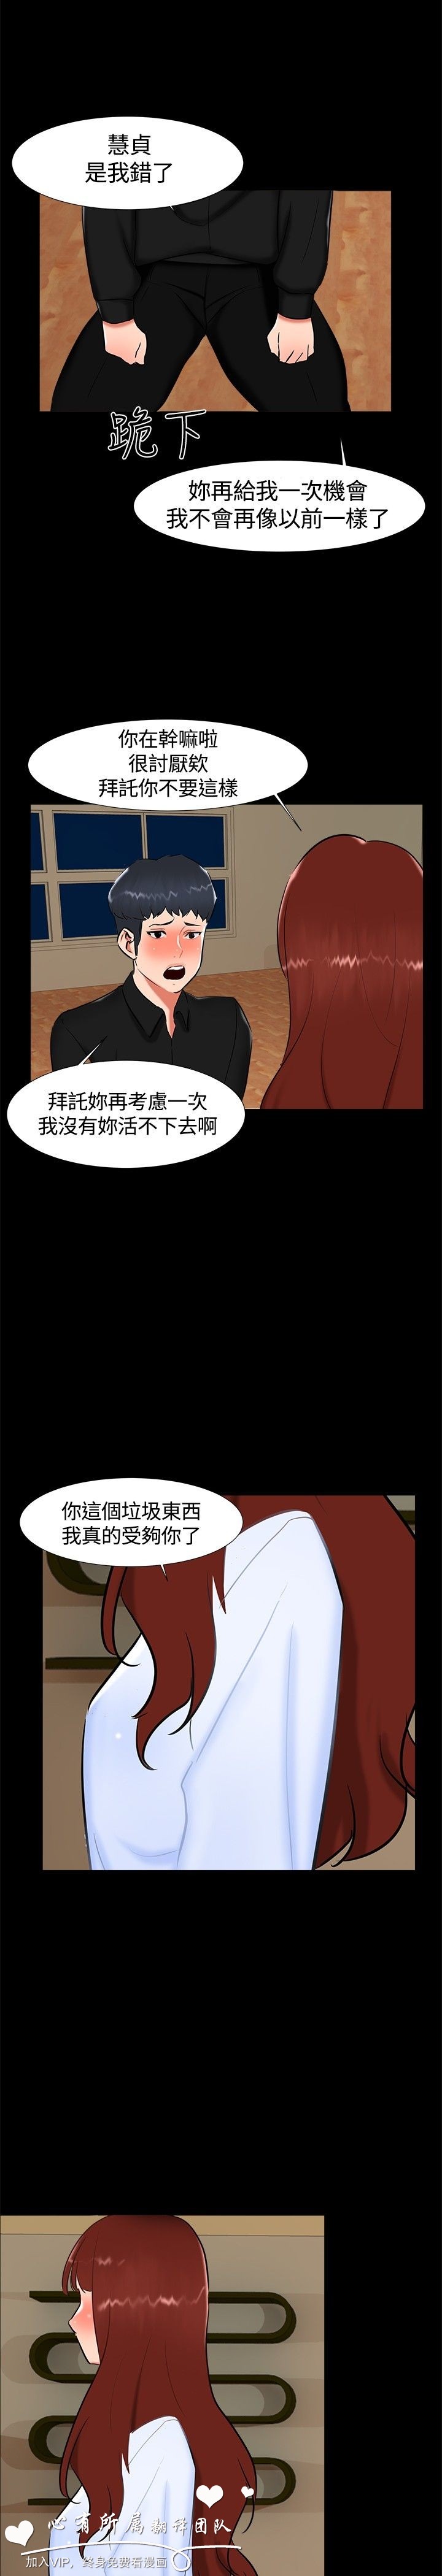 慧貞
是我錯了
跪下
妳再給我一次機會
我不會再像以前一樣了
你在幹嘛啦
很討厭欸
拜託你不要這樣
拜託妳再考慮一次
我沒有妳活不下去啊
你這個垃圾東西
我真的受夠你了
心有所属翻译团队
加入VIP，终身免费看漫画